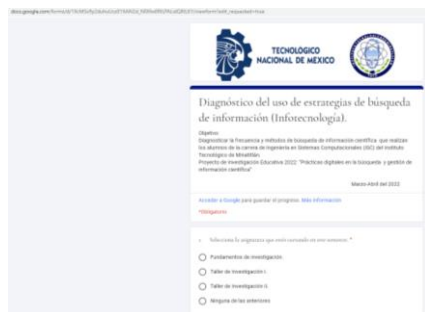 TECNOLÓGICO
NACIONAL DE MÉXICO
Diagnóstico del uso de estrategias de búsqueda
de información (Infotecnología).
Objetivo:
Diagnosticar la frecuencia y métodos de búsqueda de información científica que realizan
los alumnos de la carrera de Ingeniería en Sistemas Computacionales (ISC) del Instituto
Tecnológico de Minatitlán.
Proyecto de Investigación Educativa 2022: "Prácticas digitales en la búsqueda y gestión de
información científica"
Marzo-Abril del 2022
Acceder a Google para guardar el progreso. Más información
*Obligatorio
Selecciona la asignatura que estás cursando en este semestre. *
Fundamentos de investigación.
Taller de Investigación I.
Taller de Investigación II.
Ninguna de las anteriores